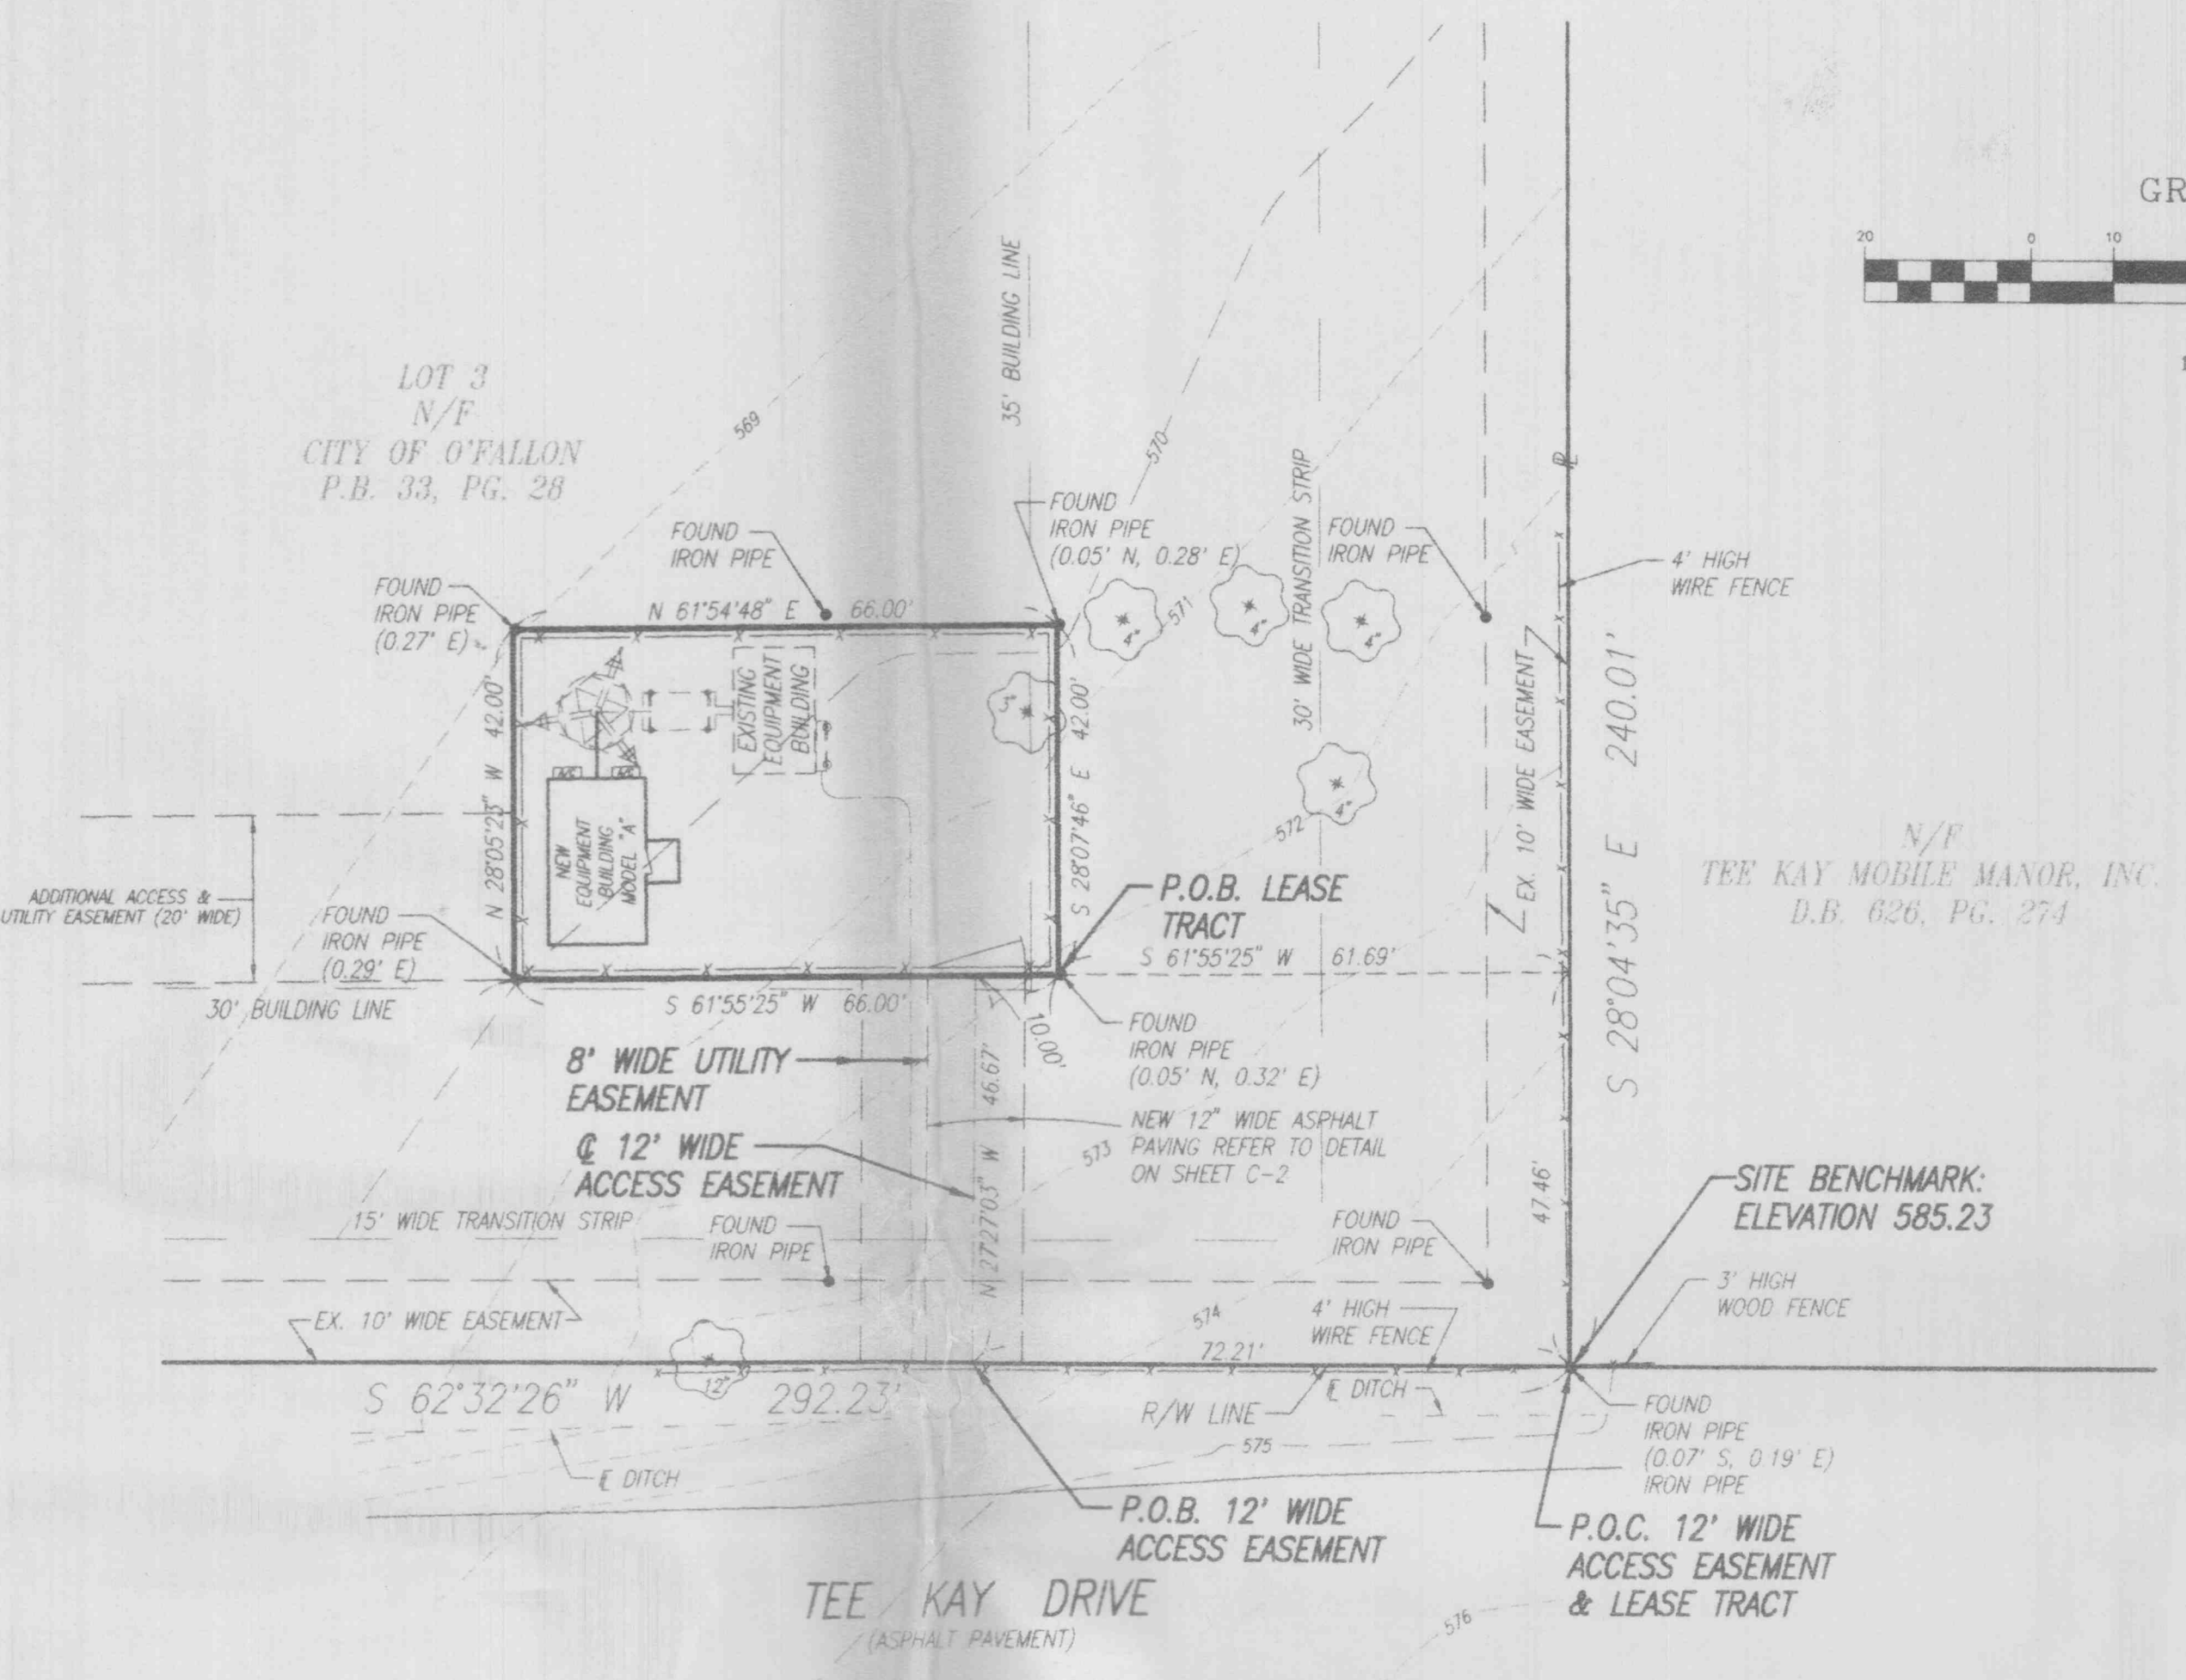 GR
20 0 10
35' BUILDING LINE
LOT 3
N/F
CITY OF O'FALLON
P.B. 33, PG. 28
569
570
571
572
573
574
575
576
30' WIDE TRANSITION STRIP
FOUND
IRON PIPE
FOUND
IRON PIPE
(0.05' N, 0.28' E)
FOUND
IRON PIPE
4' HIGH
WIRE FENCE
FOUND
IRON PIPE
(0.27' E)
N 61°54'48" E 66.00'
4"
4"
4"
3"
4"
EXISTING
EQUIPMENT
BUILDING
N 28°05'23" W 42.00'
S 28°07'46" E 42.00'
A/C
A/C
NEW
EQUIPMENT
BUILDING
MODEL "A"
EX. 10' WIDE EASEMENT
S 28°04'35" E 240.01'
N/F
TEE KAY MOBILE MANOR, INC.
D.B. 626, PG. 274
ADDITIONAL ACCESS &
UTILITY EASEMENT (20' WIDE)
FOUND
IRON PIPE
(0.29' E)
P.O.B. LEASE
TRACT
S 61°55'25" W 61.69'
30' BUILDING LINE
S 61°55'25" W 66.00'
10.00'
FOUND
IRON PIPE
(0.05' N, 0.32' E)
8' WIDE UTILITY
EASEMENT
N 27°27'03" W 46.67'
NEW 12" WIDE ASPHALT
PAVING REFER TO DETAIL
ON SHEET C-2
℄ 12' WIDE
ACCESS EASEMENT
47.46'
SITE BENCHMARK:
ELEVATION 585.23
15' WIDE TRANSITION STRIP
FOUND
IRON PIPE
FOUND
IRON PIPE
3' HIGH
WOOD FENCE
EX. 10' WIDE EASEMENT
4' HIGH
WIRE FENCE
72.21'
12"
S 62°32'26" W 292.23'
℄ DITCH
R/W LINE
℄ DITCH
FOUND
IRON PIPE
(0.07' S, 0.19' E)
IRON PIPE
P.O.B. 12' WIDE
ACCESS EASEMENT
P.O.C. 12' WIDE
ACCESS EASEMENT
& LEASE TRACT
TEE KAY DRIVE
(ASPHALT PAVEMENT)